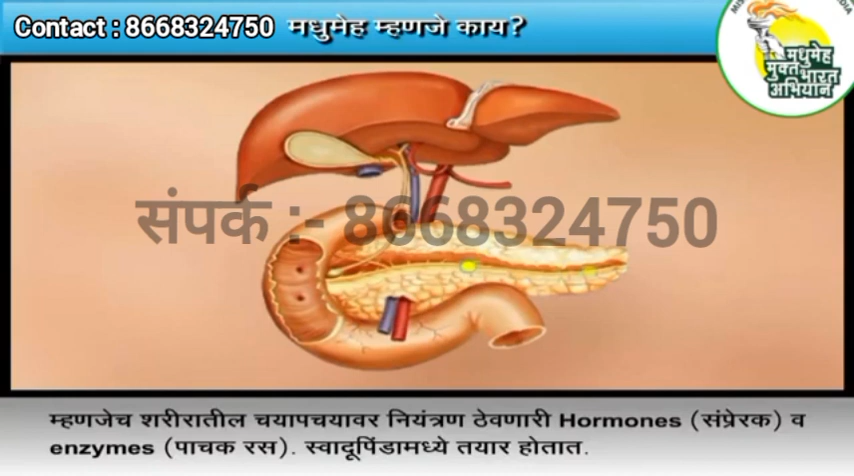 Contact : 8668324750 मधुमेह म्हणजे काय?
मधुमेह
मुक्त
भारत
अभियान
संपर्क :- 8668324750
म्हणजेच शरीरातील चयापचयावर नियंत्रण ठेवणारी Hormones (संप्रेरक) व
enzymes (पाचक रस). स्वादूपिंडामध्ये तयार होतात.